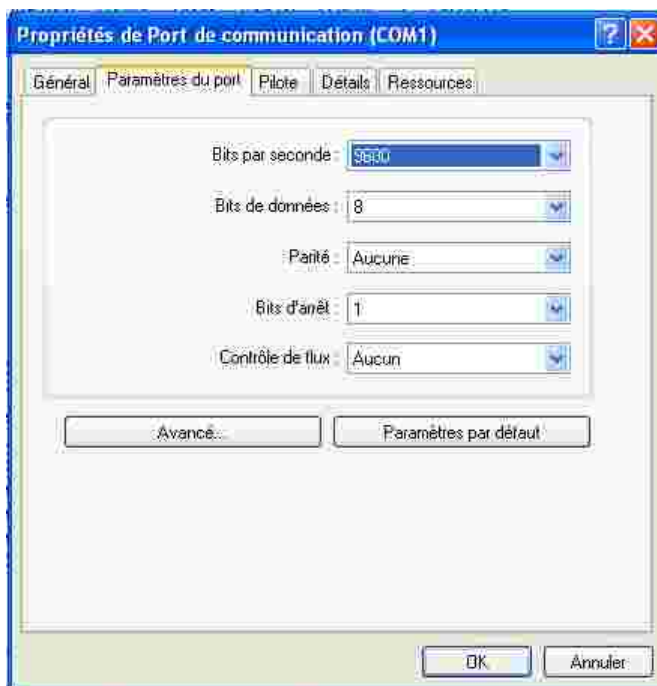 Propriétés de Port de communication (COM1)
Général Paramètres du port Pilote Détails Ressources
Bits par seconde : 9600
Bits de données : 8
Parité : Aucune
Bits d'arrêt : 1
Contrôle de flux : Aucun
Avancé... Paramètres par défaut
OK Annuler